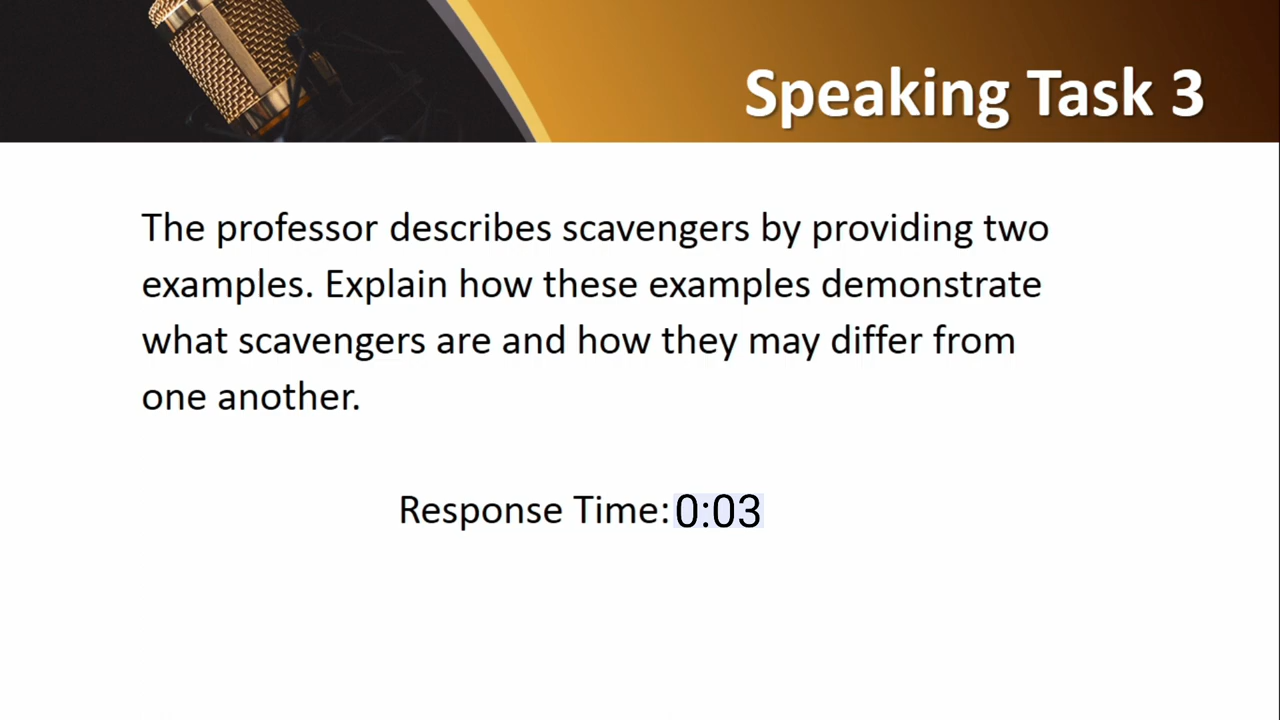 Speaking Task 3
The professor describes scavengers by providing two
examples. Explain how these examples demonstrate
what scavengers are and how they may differ from
one another.
Response Time: 0:03